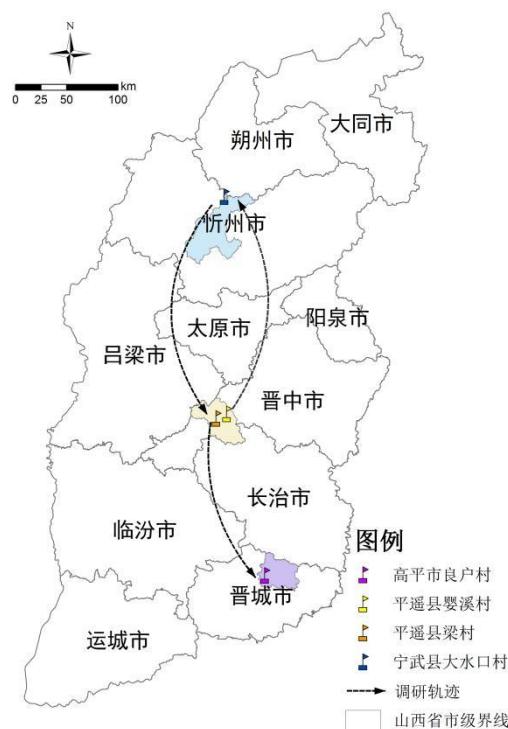 N
km
0 25 50 100
大同市
朔州市
忻州市
阳泉市
太原市
吕梁市
晋中市
长治市
临汾市
晋城市
运城市
图例
高平市良户村
平遥县婴溪村
平遥县梁村
宁武县大水口村
调研轨迹
山西省市级界线